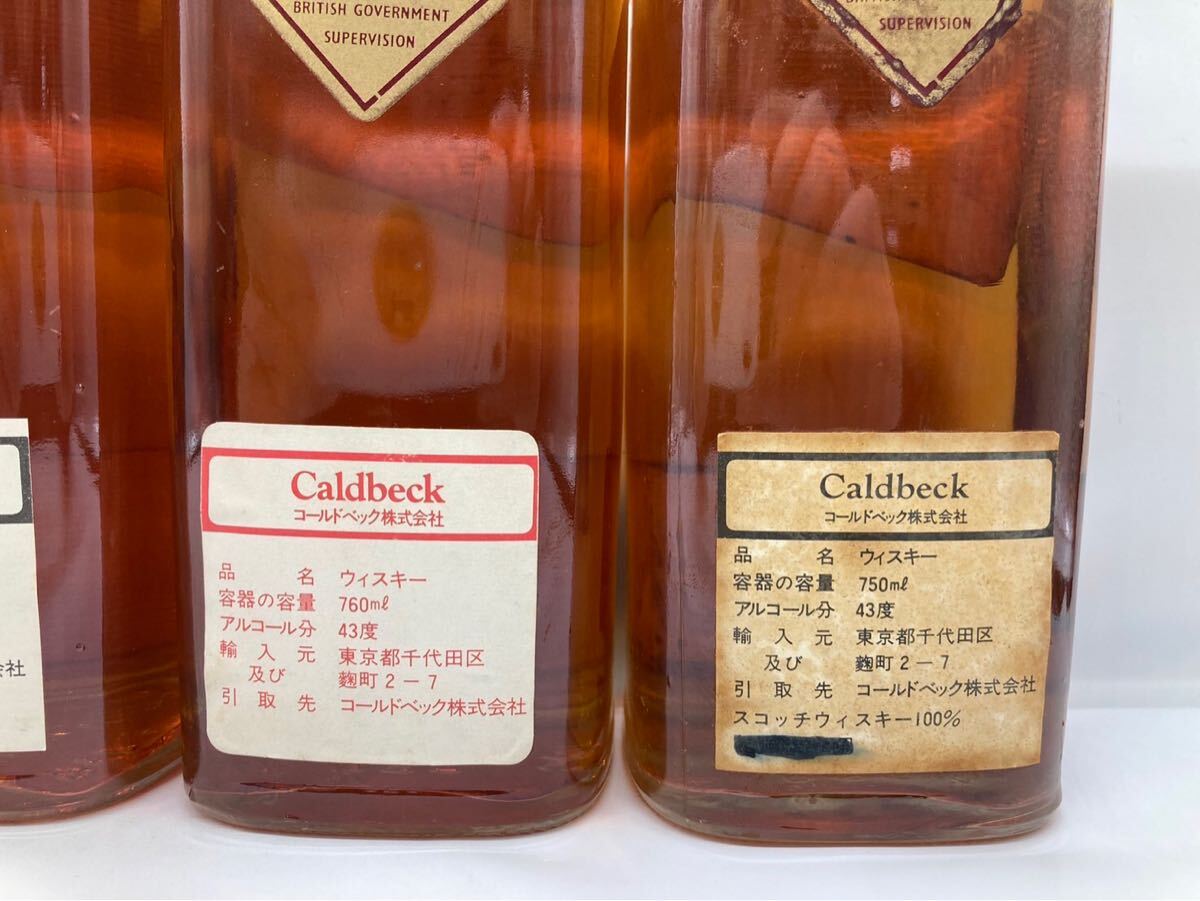 会社
BRITISH GOVERNMENT
SUPERVISION
Caldbeck
コールドベック株式会社
品名 ウィスキー
容器の容量 760mℓ
アルコール分 43度
輸入元 東京都千代田区
及び 麴町2-7
引取先 コールドベック株式会社
SUPERVISION
Caldbeck
コールドベック株式会社
品名 ウィスキー
容器の容量 750mℓ
アルコール分 43度
輸入元 東京都千代田区
及び 麴町2-7
引取先 コールドベック株式会社
スコッチウィスキー100%